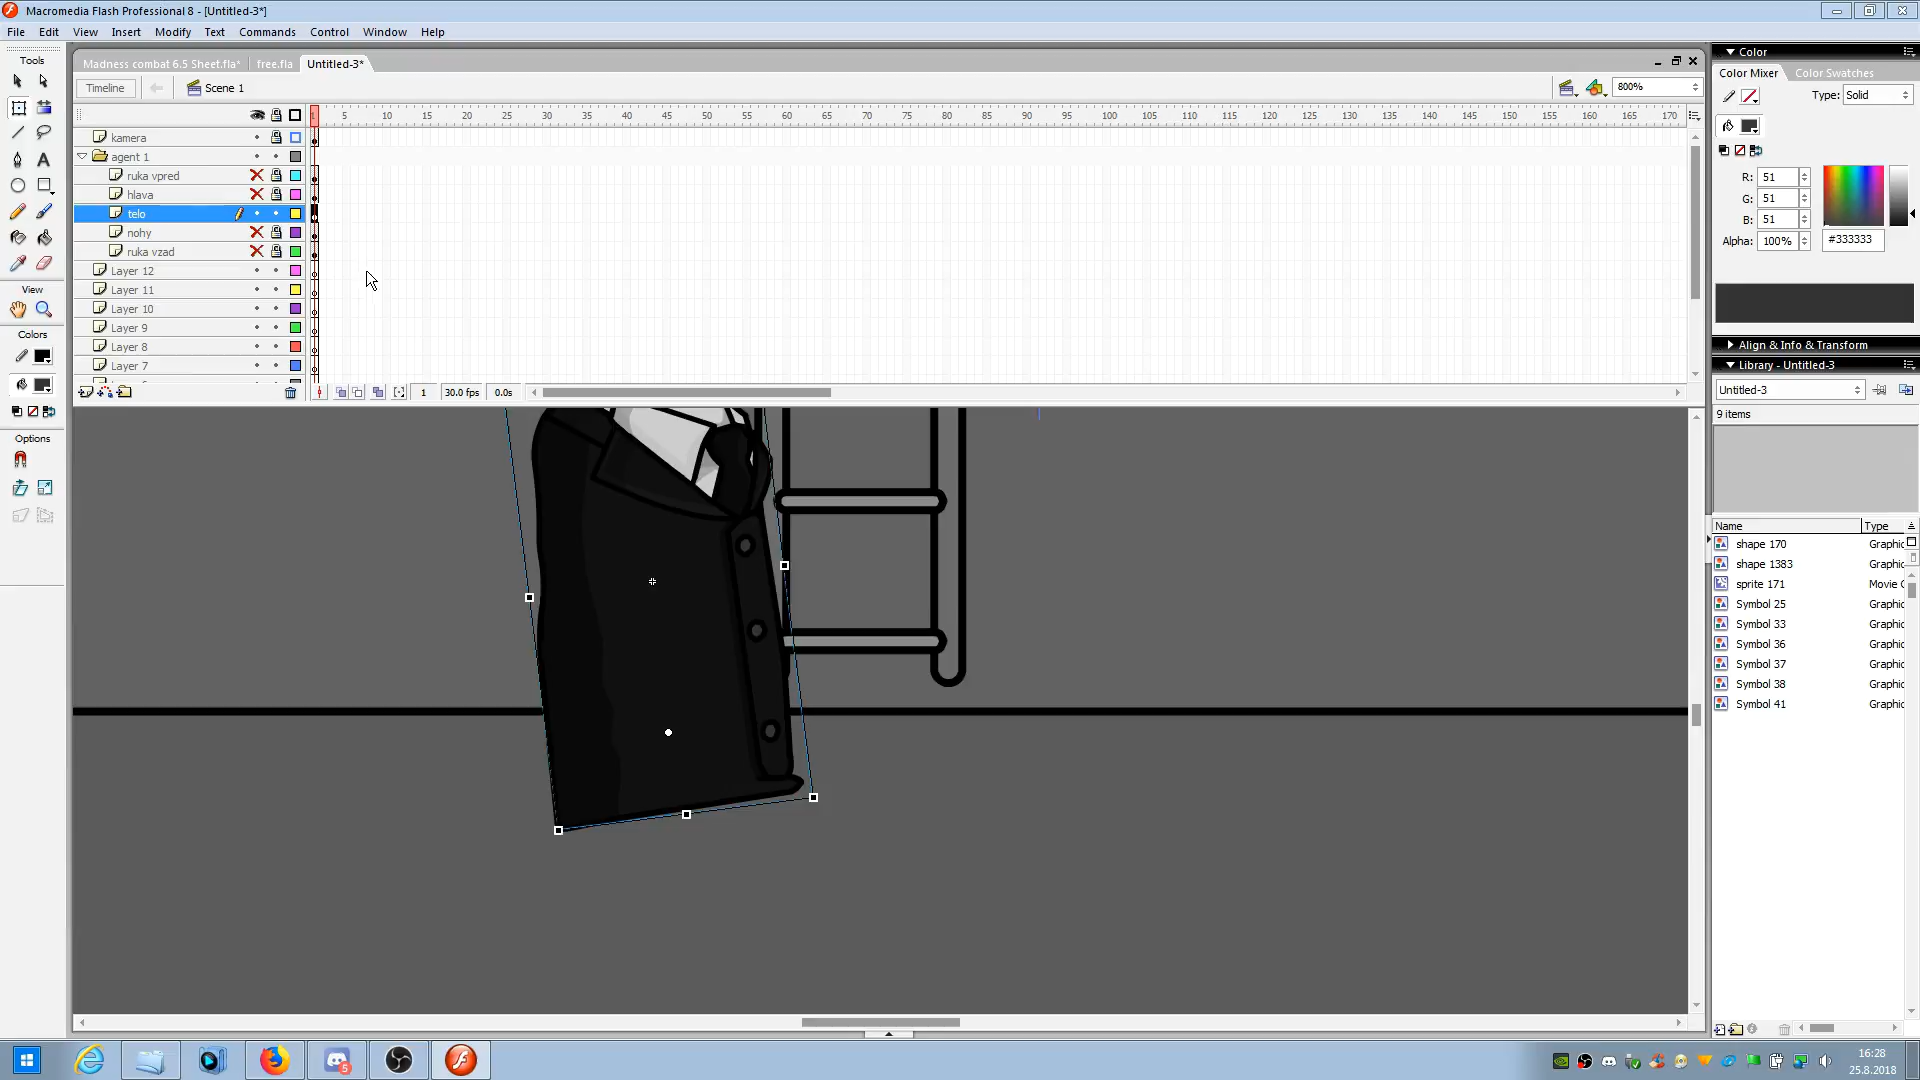 Macromedia Flash Professional 8 - [Untitled-3*]
File Edit View Insert Modify Text Commands Control Window Help
Tools
Madness combat 6.5 Sheet.fla* free.fla Untitled-3*
Timeline Scene 1 800%
1 5 10 15 20 25 30 35 40 45 50 55 60 65 70 75 80 85 90 95 100 105 110 115 120 125 130 135 140 145 150 155 160 165 170
kamera
agent 1
ruka vpred
hlava
telo
nohy
ruka vzad
Layer 12
Layer 11
Layer 10
Layer 9
Layer 8
Layer 7
1 30.0 fps 0.0s
View
Colors
Options
Color
Color Mixer Color Swatches
Type: Solid
R: 51
G: 51
B: 51
Alpha: 100% #333333
Align & Info & Transform
Library - Untitled-3
Untitled-3
9 items
Name Type
shape 170 Graphic
shape 1383 Graphic
sprite 171 Movie C
Symbol 25 Graphic
Symbol 33 Graphic
Symbol 36 Graphic
Symbol 37 Graphic
Symbol 38 Graphic
Symbol 41 Graphic
5
16:28
25.8.2018